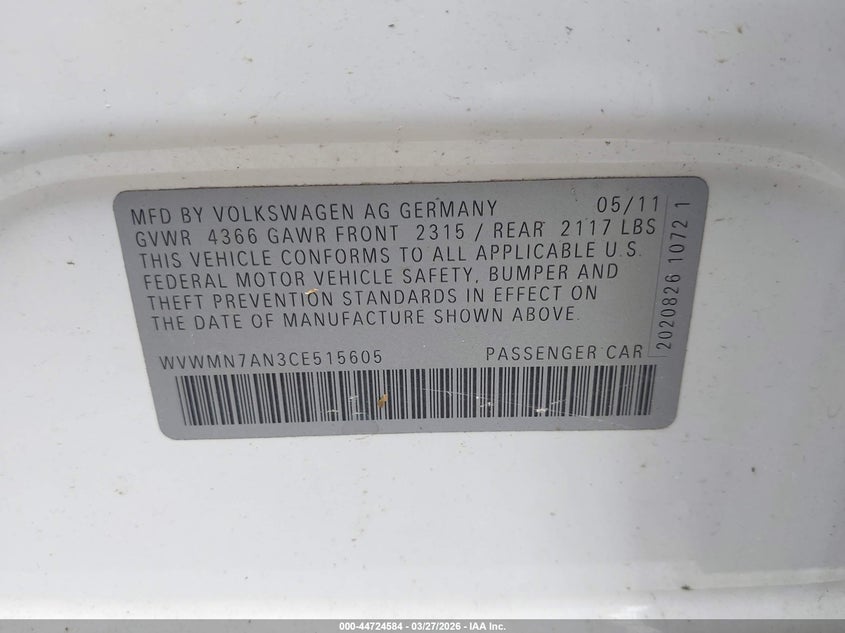 MFD BY VOLKSWAGEN AG GERMANY 05/11
GVWR 4366 GAWR FRONT 2315 / REAR 2117 LBS
THIS VEHICLE CONFORMS TO ALL APPLICABLE U.S.
FEDERAL MOTOR VEHICLE SAFETY, BUMPER AND
THEFT PREVENTION STANDARDS IN EFFECT ON
THE DATE OF MANUFACTURE SHOWN ABOVE.
WVWMN7AN3CE515605 PASSENGER CAR
2020826 1072 1
000-44724584 | 03/27/2026 - IAA Inc.